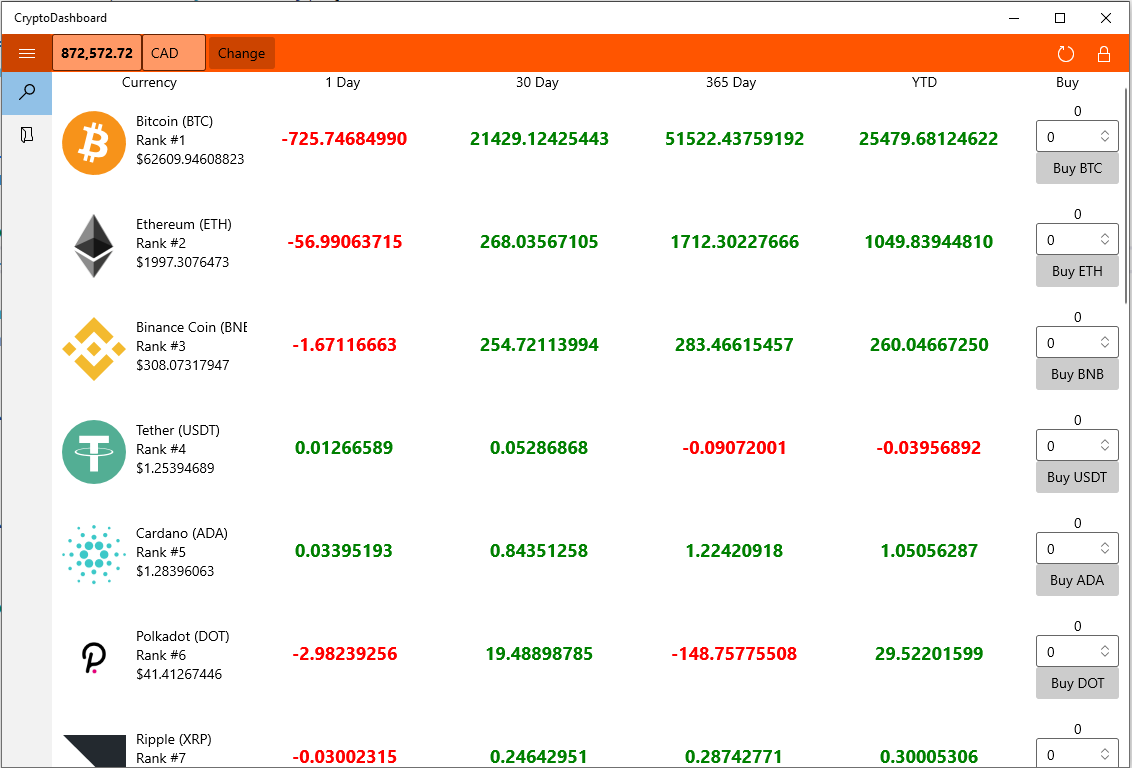 CryptoDashboard
872,572.72 CAD Change
Currency 1 Day 30 Day 365 Day YTD Buy
Bitcoin (BTC)
Rank #1
$62609.94608823
-725.74684990 21429.12425443 51522.43759192 25479.68124622
0
0
Buy BTC
Ethereum (ETH)
Rank #2
$1997.3076473
-56.99063715 268.03567105 1712.30227666 1049.83944810
0
0
Buy ETH
Binance Coin (BNB
Rank #3
$308.07317947
-1.67116663 254.72113994 283.46615457 260.04667250
0
0
Buy BNB
Tether (USDT)
Rank #4
$1.25394689
0.01266589 0.05286868 -0.09072001 -0.03956892
0
0
Buy USDT
Cardano (ADA)
Rank #5
$1.28396063
0.03395193 0.84351258 1.22420918 1.05056287
0
0
Buy ADA
Polkadot (DOT)
Rank #6
$41.41267446
-2.98239256 19.48898785 -148.75775508 29.52201599
0
0
Buy DOT
Ripple (XRP)
Rank #7
-0.03002315 0.24642951 0.28742771 0.30005306
0
0